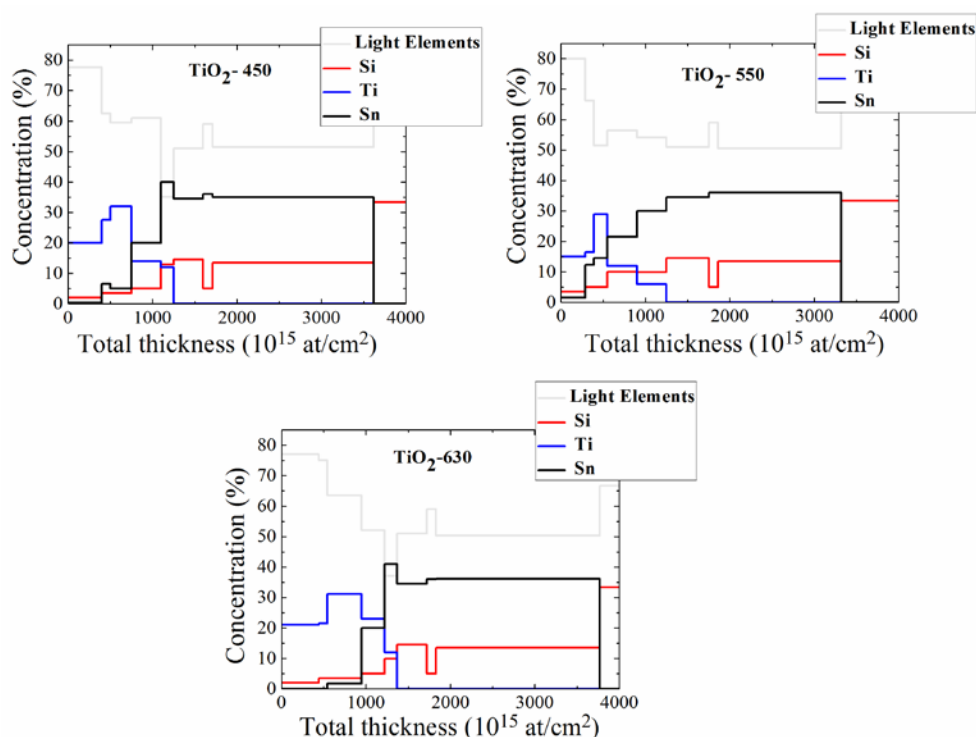 TiO2- 450
Light Elements
Si
Ti
Sn
Concentration (%)
80
70
60
50
40
30
20
10
0
0
1000
2000
3000
4000
Total thickness (10^15 at/cm^2)
TiO2- 550
Light Elements
Si
Ti
Sn
Concentration (%)
80
70
60
50
40
30
20
10
0
0
1000
2000
3000
4000
Total thickness (10^15 at/cm^2)
TiO2-630
Light Elements
Si
Ti
Sn
Concentration (%)
80
70
60
50
40
30
20
10
0
0
1000
2000
3000
4000
Total thickness (10^15 at/cm^2)